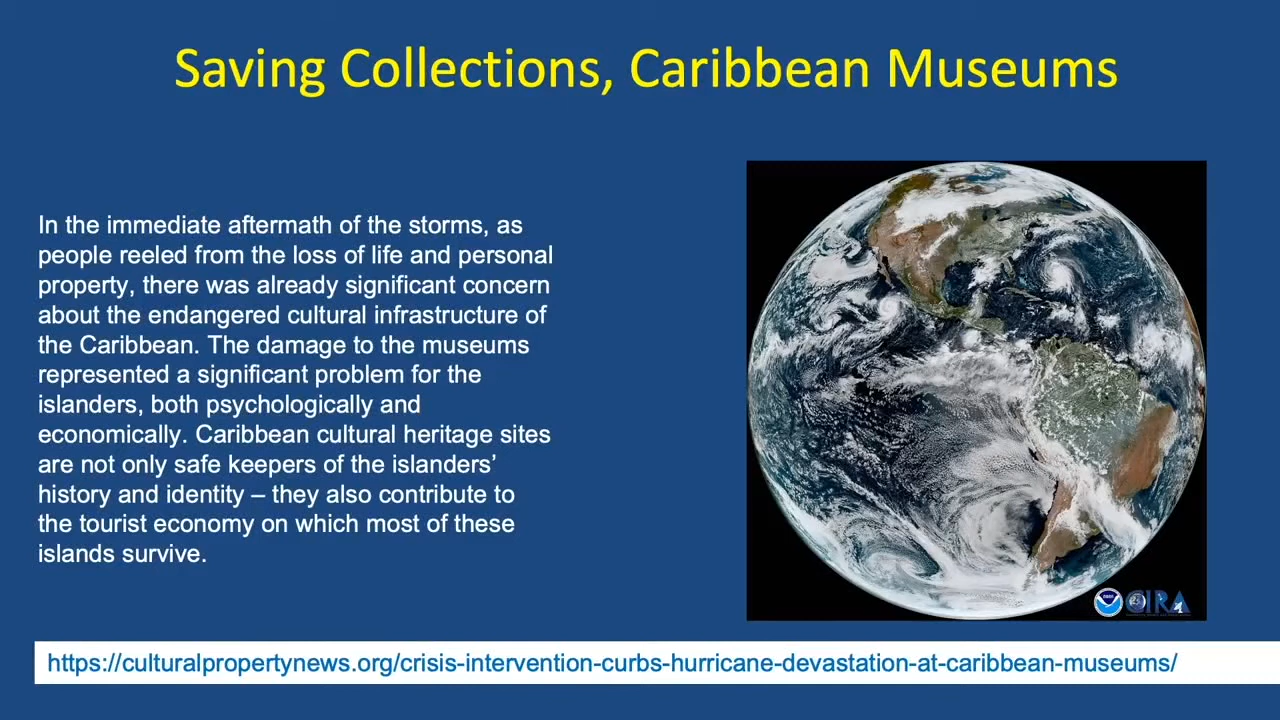 Saving Collections, Caribbean Museums
In the immediate aftermath of the storms, as
people reeled from the loss of life and personal
property, there was already significant concern
about the endangered cultural infrastructure of
the Caribbean. The damage to the museums
represented a significant problem for the
islanders, both psychologically and
economically. Caribbean cultural heritage sites
are not only safe keepers of the islanders’
history and identity – they also contribute to
the tourist economy on which most of these
islands survive.
CIRA
https://culturalpropertynews.org/crisis-intervention-curbs-hurricane-devastation-at-caribbean-museums/